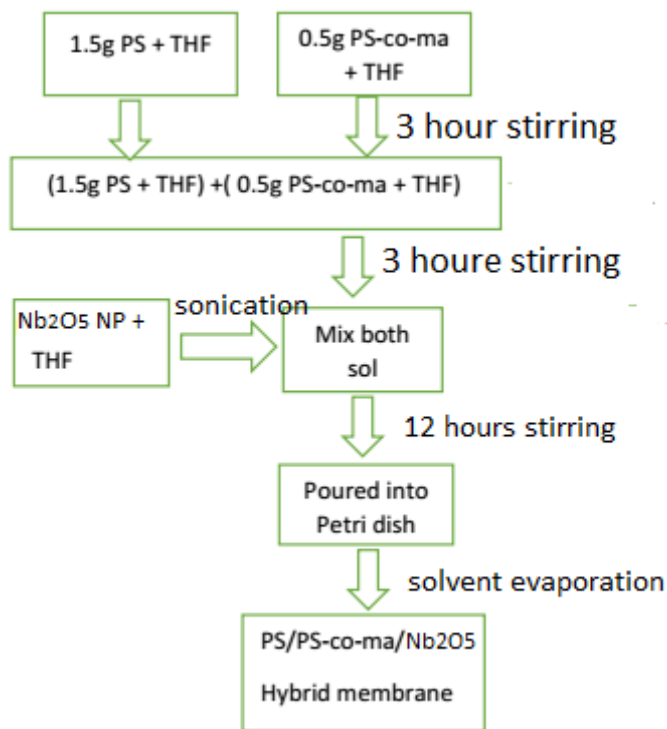 1.5g PS + THF
0.5g PS-co-ma
+ THF
3 hour stirring
(1.5g PS + THF) +( 0.5g PS-co-ma + THF)
3 houre stirring
sonication
Nb2O5 NP +
THF
Mix both
sol
12 hours stirring
Poured into
Petri dish
solvent evaporation
PS/PS-co-ma/Nb2O5
Hybrid membrane